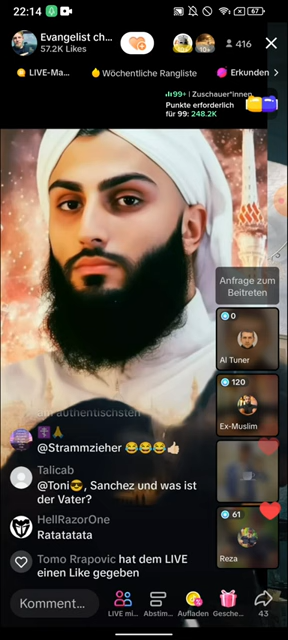 22:14
67
Evangelist ch...
57.2K Likes
10+
416
LIVE-Ma...
Wöchentliche Rangliste
Erkunden
99+ | Zuschauer*innen
Punkte erforderlich
für 99: 248.2K
Anfrage zum
Beitreten
0
Al Tuner
120
Ex-Muslim
authentischsten
@Strammzieher 😂😂😂👍🏻
Talicab
@Toni😎, Sanchez und was ist
der Vater?
HellRazorOne
Ratatatata
61
Reza
Tomo Rrapovic hat dem LIVE
einen Like gegeben
Komment...
LIVE mi...
Abstim...
Aufladen
Gesche...
43